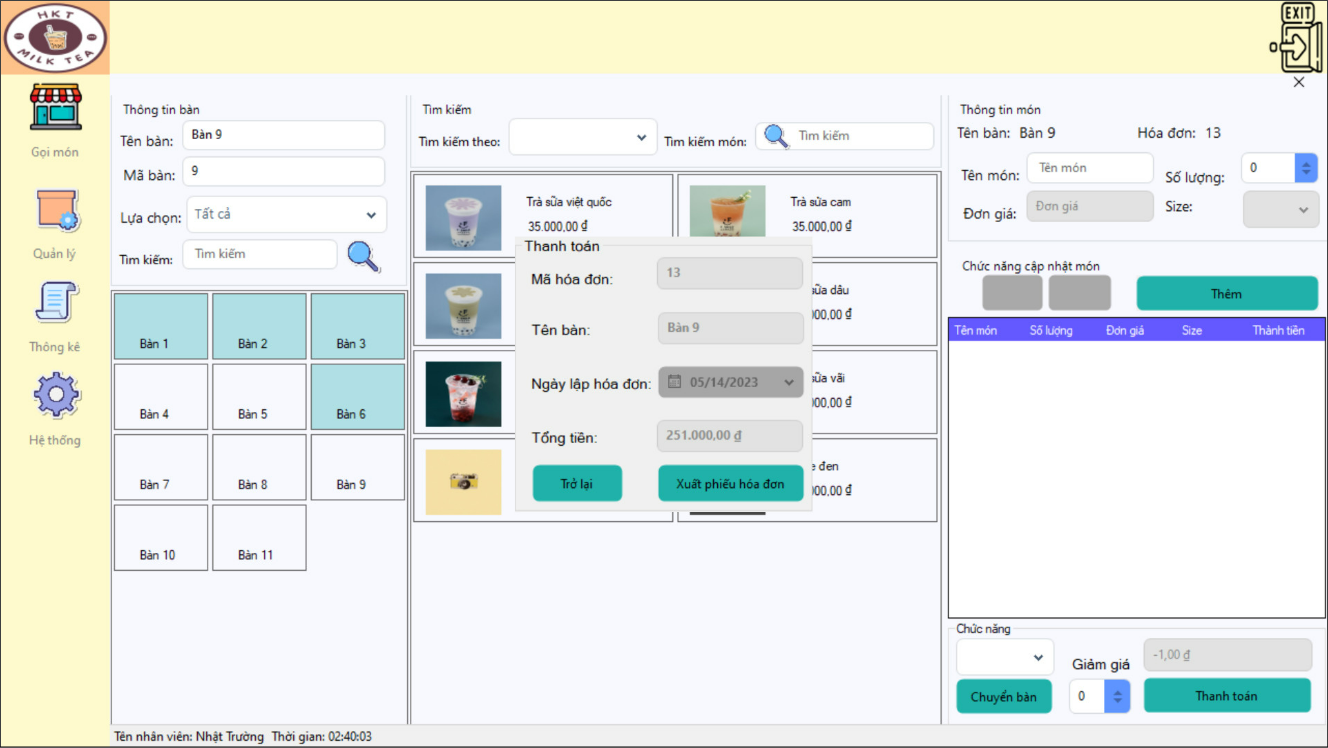 HKT
MILK TEA
EXIT
Gọi món
Quản lý
Thông kê
Hệ thống
Thông tin bàn
Tên bàn: Bàn 9
Mã bàn: 9
Lựa chọn: Tất cả
Tìm kiếm: Tìm kiếm
Bàn 1 Bàn 2 Bàn 3
Bàn 4 Bàn 5 Bàn 6
Bàn 7 Bàn 8 Bàn 9
Bàn 10 Bàn 11
Tìm kiếm
Tìm kiếm theo: Tìm kiếm món: Tìm kiếm
Trà sữa việt quốc
35.000,00 ₫
Trà sữa cam
35.000,00 ₫
sữa dâu
000,00 ₫
sữa vãi
000,00 ₫
đen
000,00 ₫
Thanh toán
Mã hóa đơn: 13
Tên bàn: Bàn 9
Ngày lập hóa đơn: 05/14/2023
Tổng tiền: 251.000,00 ₫
Trở lại Xuất phiếu hóa đơn
Thông tin món
Tên bàn: Bàn 9 Hóa đơn: 13
Tên món: Tên món Số lượng: 0
Đơn giá: Đơn giá Size:
Chức năng cập nhật món
Thêm
Tên món Số lượng Đơn giá Size Thành tiền
Chức năng
Giảm giá -1,00 ₫
Chuyển bàn 0 Thanh toán
Tên nhân viên: Nhật Trường Thời gian: 02:40:03